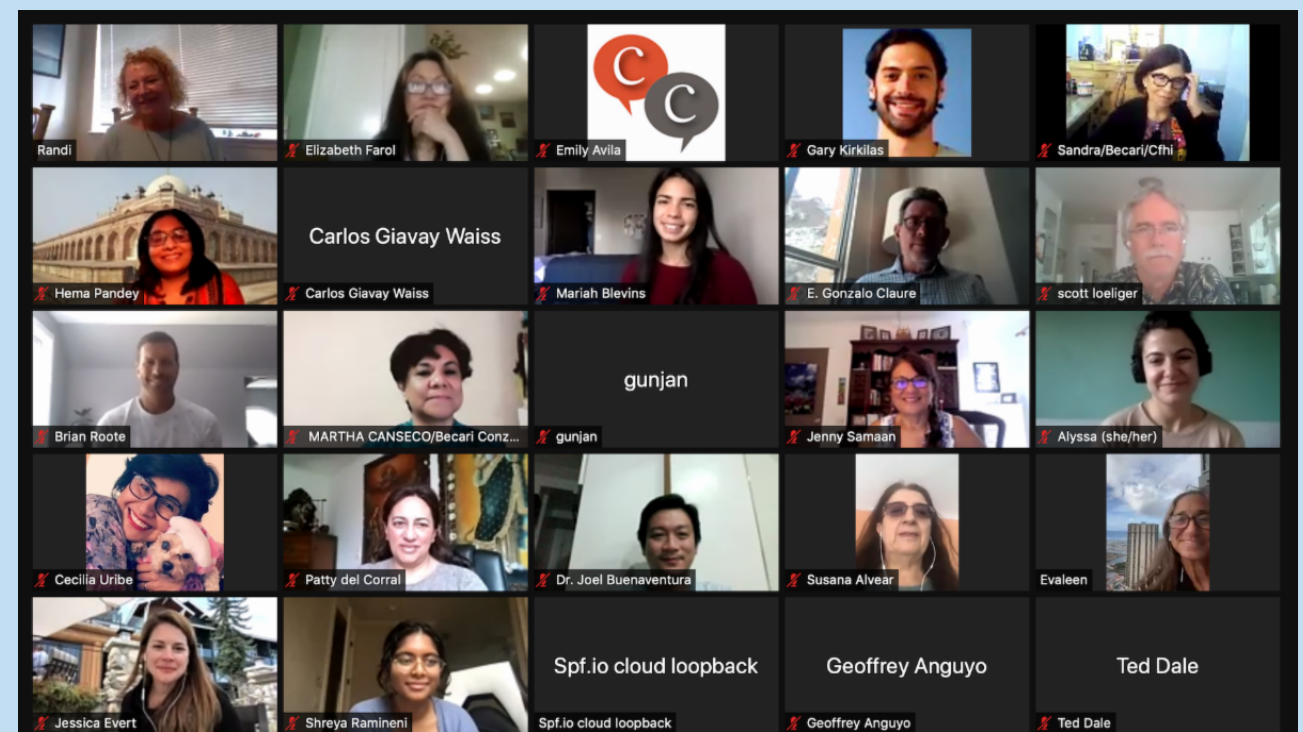 C
C
Randi
Elizabeth Farol
Emily Avila
Gary Kirkilas
Sandra/Becari/Cfhi
Carlos Giavay Waiss
Hema Pandey
Carlos Giavay Waiss
Mariah Blevins
E. Gonzalo Claure
scott loeliger
gunjan
Brian Roote
MARTHA CANSECO/Becari Conz...
gunjan
Jenny Samaan
Alyssa (she/her)
Cecilia Uribe
Patty del Corral
Dr. Joel Buenaventura
Susana Alvear
Evaleen
Spf.io cloud loopback
Geoffrey Anguyo
Ted Dale
Jessica Evert
Shreya Ramineni
Spf.io cloud loopback
Geoffrey Anguyo
Ted Dale